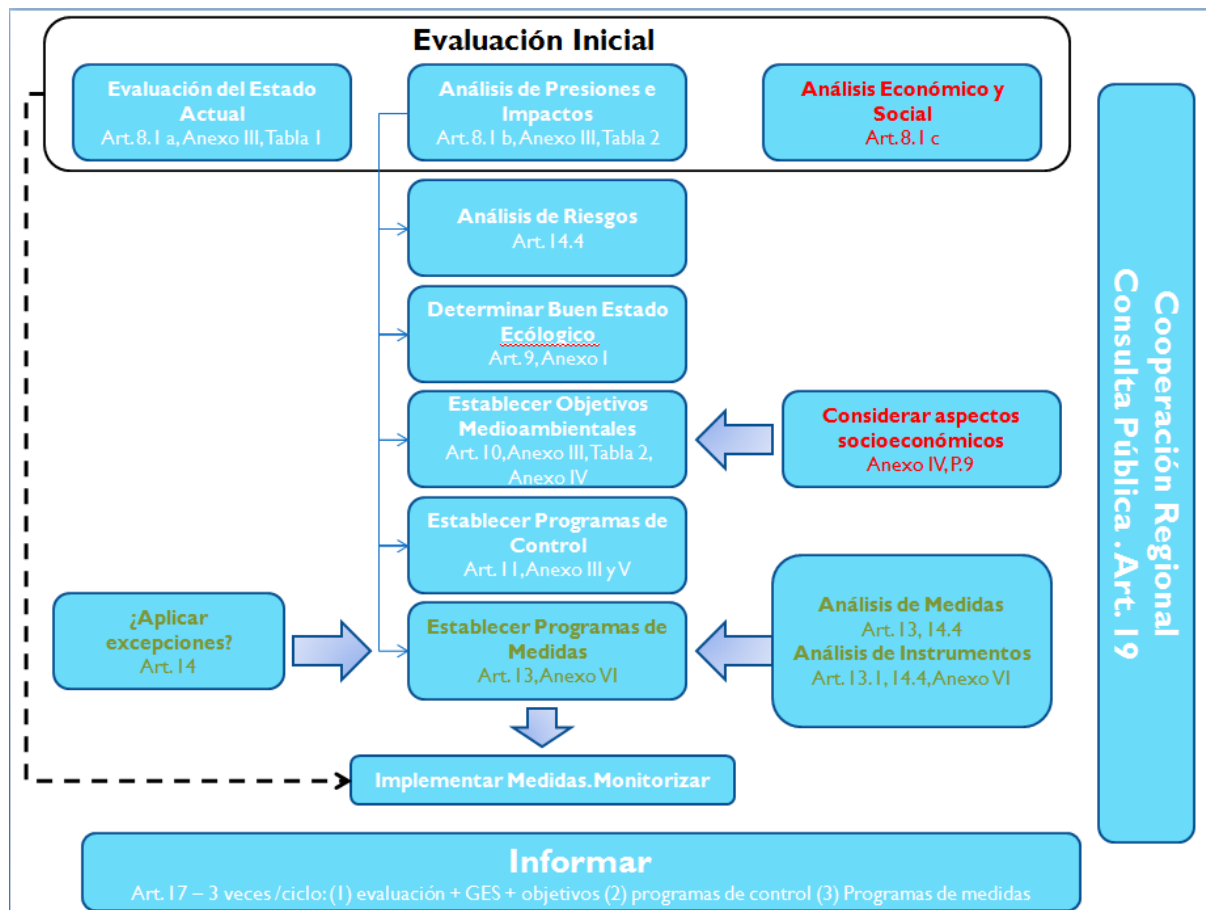 Evaluación Inicial
Evaluación del Estado
Actual
Art. 8.1 a, Anexo III, Tabla 1
Análisis de Presiones e
Impactos
Art. 8.1 b, Anexo III, Tabla 2
Análisis Económico y
Social
Art. 8.1 c
Análisis de Riesgos
Art. 14.4
Determinar Buen Estado
Ecólogico
Art. 9, Anexo I
Establecer Objetivos
Medioambientales
Art. 10, Anexo III, Tabla 2,
Anexo IV
Considerar aspectos
socioeconómicos
Anexo IV, P.9
Establecer Programas de
Control
Art. 11, Anexo III y V
¿Aplicar
excepciones?
Art. 14
Establecer Programas de
Medidas
Art. 13, Anexo VI
Análisis de Medidas
Art. 13, 14.4
Análisis de Instrumentos
Art. 13.1, 14.4, Anexo VI
Implementar Medidas. Monitorizar
Cooperación Regional
Consulta Pública . Art. 19
Informar
Art. 17 – 3 veces /ciclo: (1) evaluación + GES + objetivos (2) programas de control (3) Programas de medidas